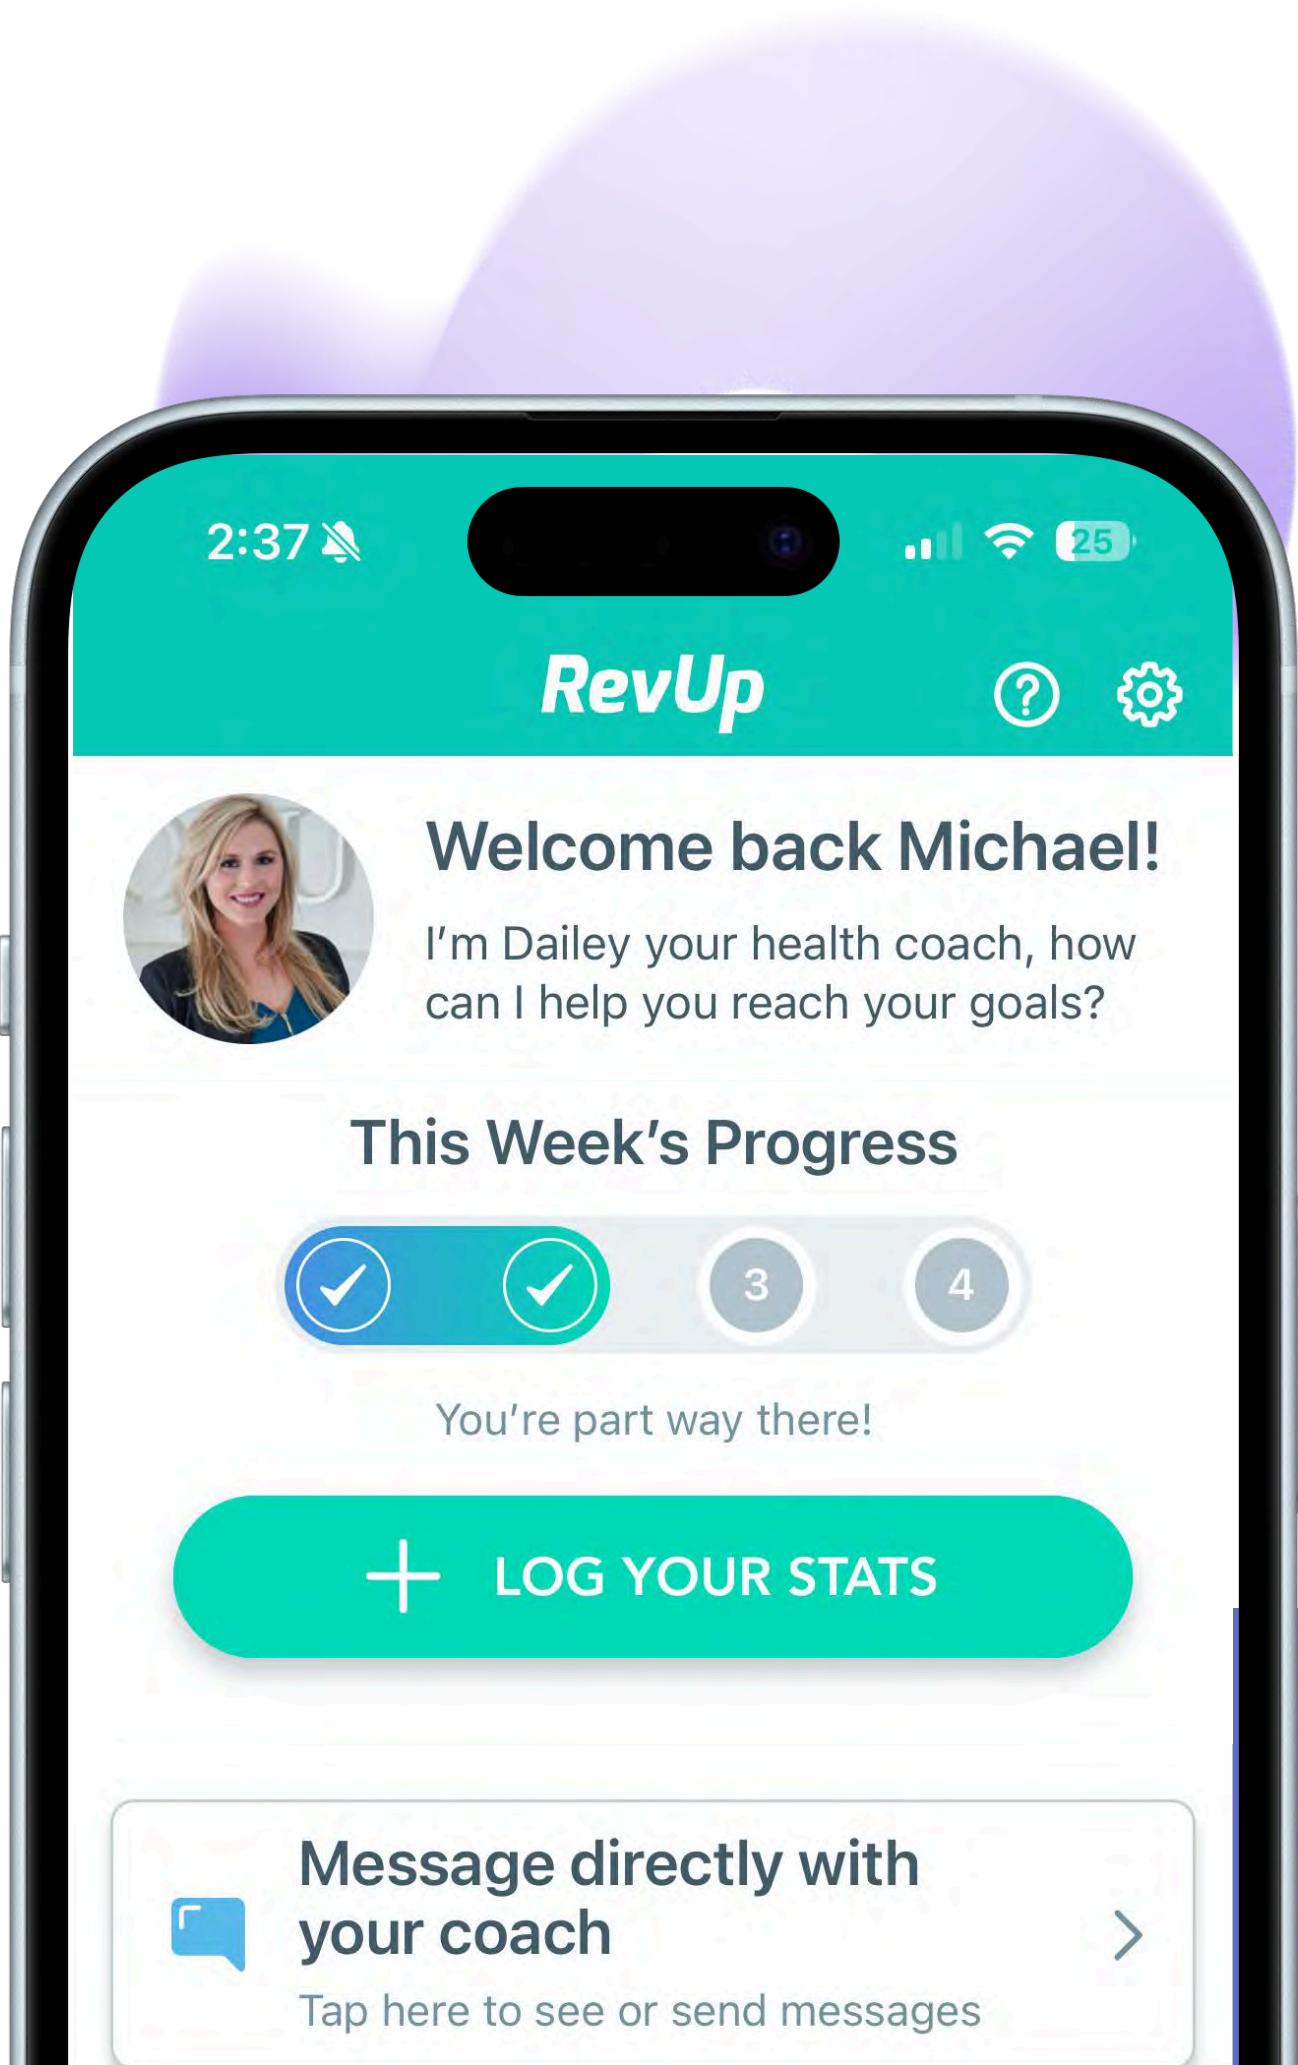 2:37
25
RevUp
Welcome back Michael!
I'm Dailey your health coach, how
can I help you reach your goals?
This Week's Progress
3
4
You're part way there!
LOG YOUR STATS
Message directly with
your coach
Tap here to see or send messages